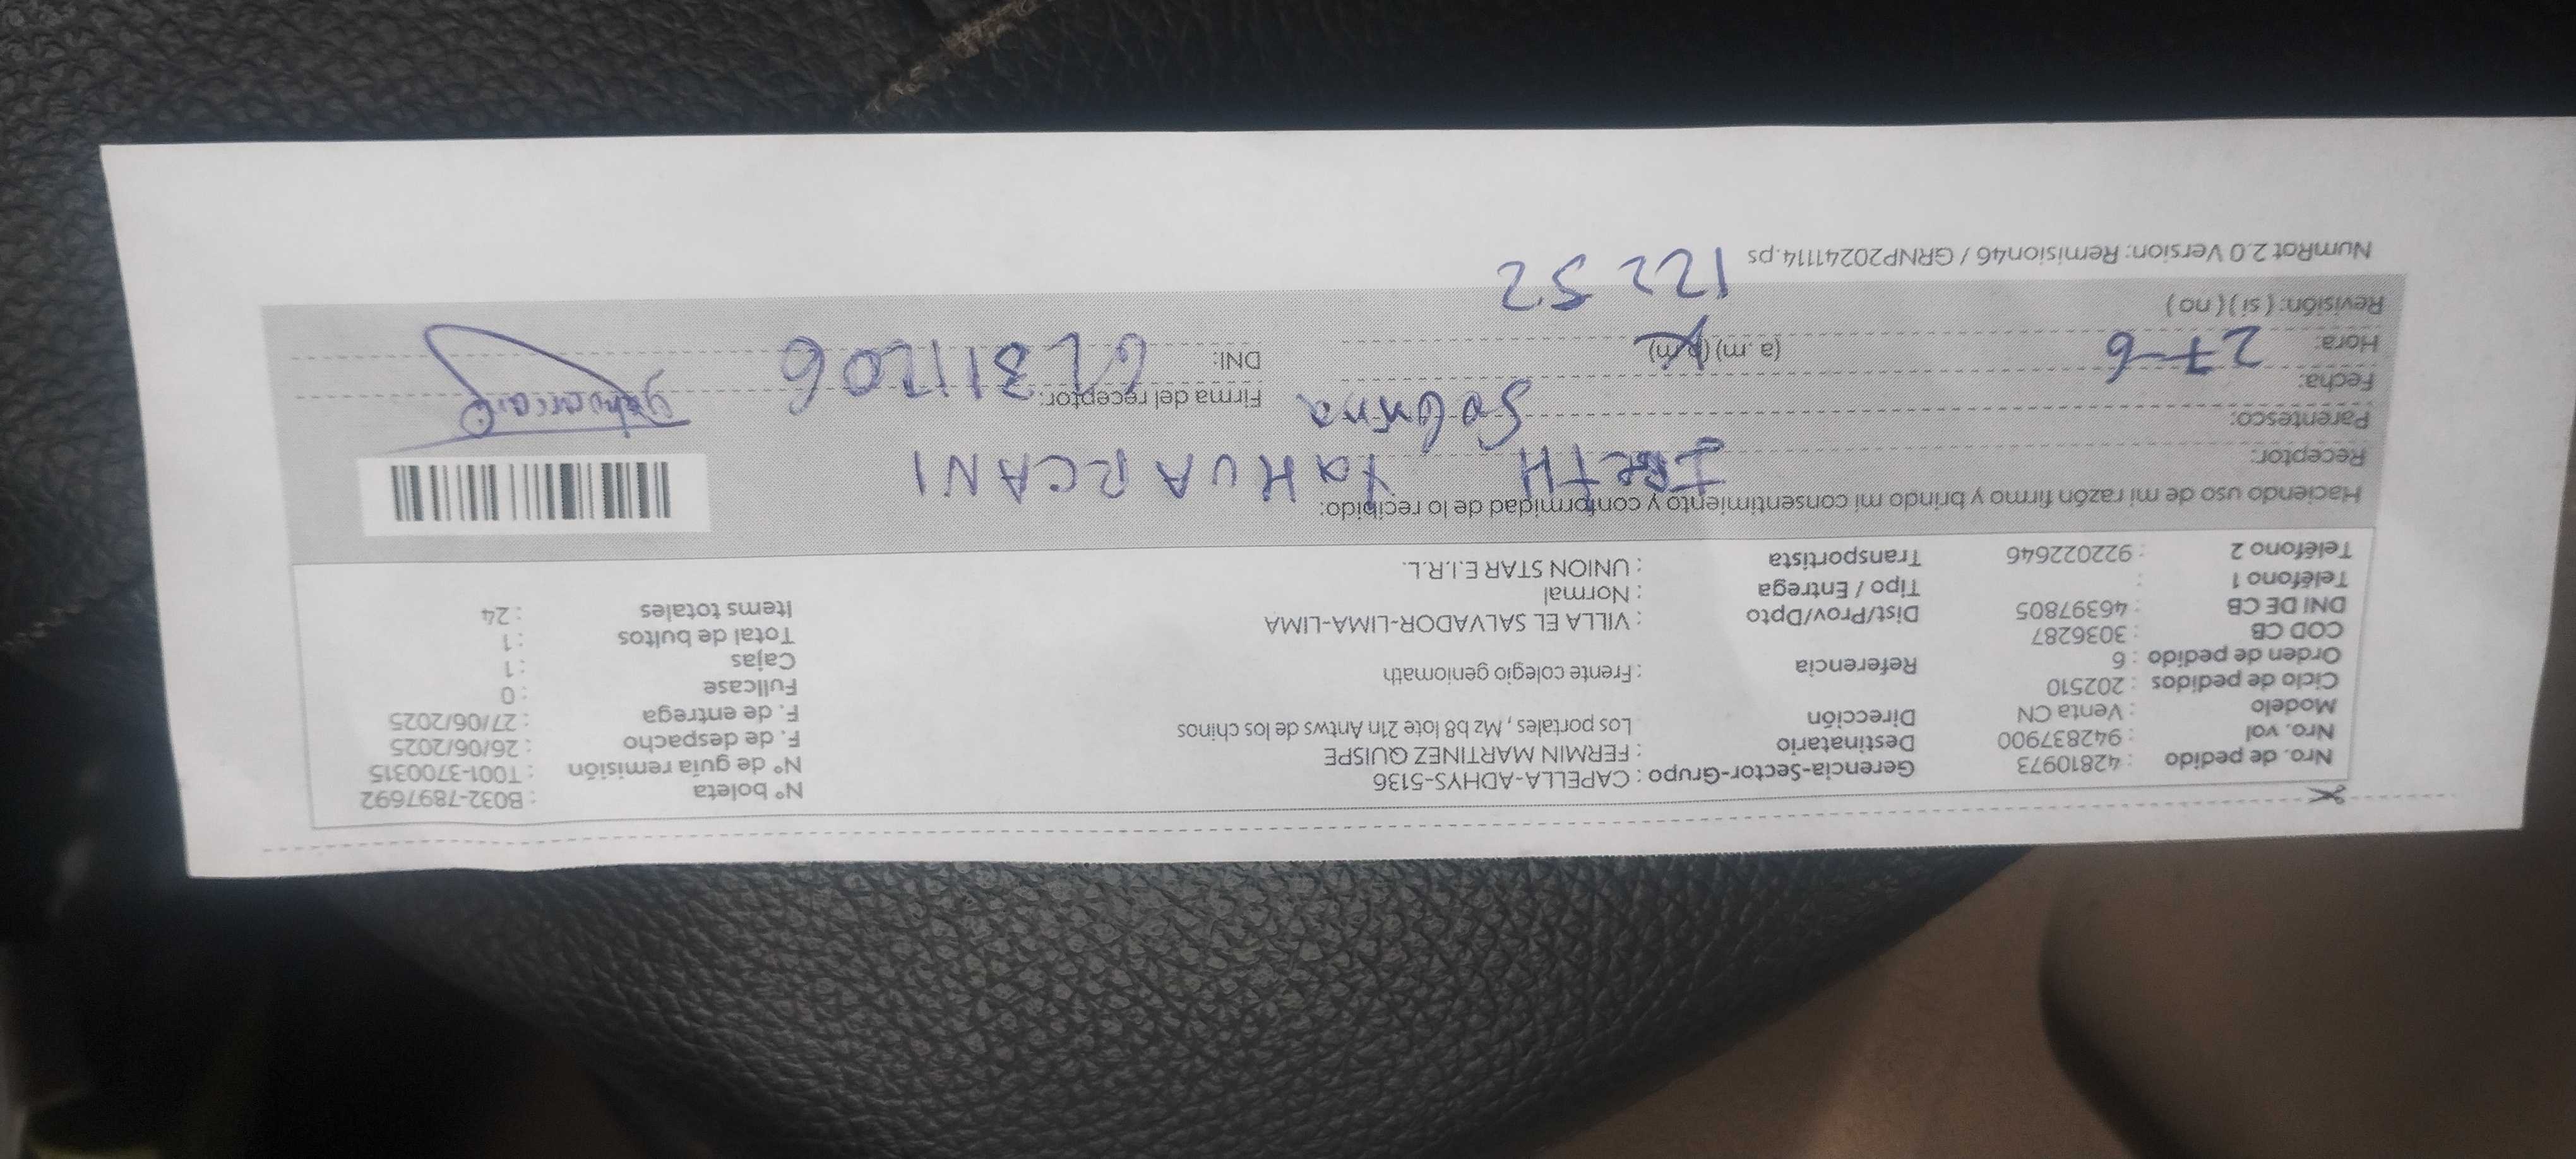 Nro. de pedido : 42810973 Gerencia-Sector-Grupo : CAPELLA-ADHYS-5136 N° boleta : B032-7897692
Nro. vol : 942837900 Destinatario : FERMIN MARTINEZ QUISPE N° de guía remisión : T001-3700315
Modelo : Venta CN Dirección Los portales, Mz b8 lote 21n Antws de los chinos F. de despacho : 26/06/2025
Ciclo de pedidos : 202510 F. de entrega : 27/06/2025
Orden de pedido : 6 Referencia : Frente colegio geniomath Fullcase : 0
COD CB : 3036287 Cajas : 1
DNI DE CB : 46397805 Dist/Prov/Dpto : VILLA EL SALVADOR-LIMA-LIMA Total de bultos : 1
Teléfono 1 : Tipo / Entrega : Normal Items totales : 24
Teléfono 2 : 922022646 Transportista : UNION STAR E.I.R.L.
Haciendo uso de mi razón firmo y brindo mi consentimiento y conformidad de lo recibido:
Receptor: TAHUARCANI
Parentesco: Sobrina Firma del receptor:
Fecha: 27-6
Hora: (a.m) (p.m) DNI:
Revisión: ( si ) ( no )
NumRot 2.0 Version: Remision46 / GRNP20241114.ps